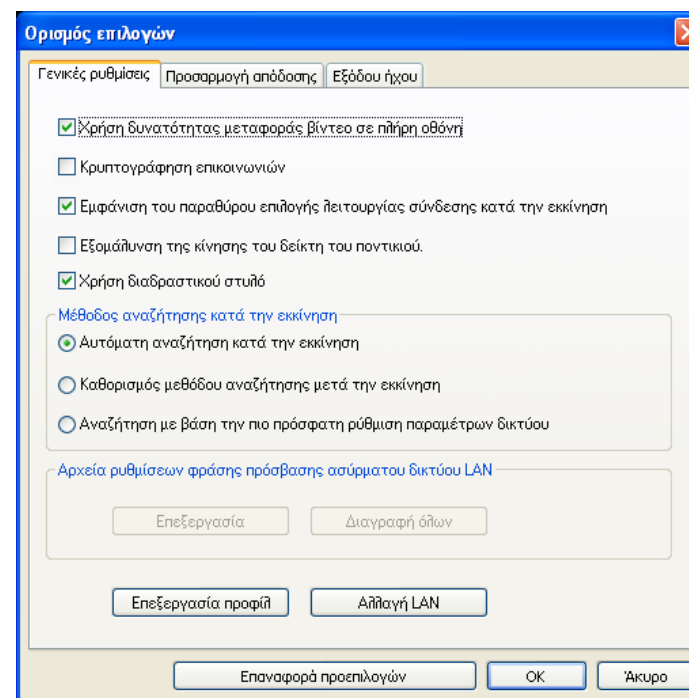 Ορισμός επιλογών
Γενικές ρυθμίσεις Προσαρμογή απόδοσης Εξόδου ήχου
Χρήση δυνατότητας μεταφοράς βίντεο σε πλήρη οθόνη
Κρυπτογράφηση επικοινωνιών
Εμφάνιση του παραθύρου επιλογής λειτουργίας σύνδεσης κατά την εκκίνηση
Εξομάλυνση της κίνησης του δείκτη του ποντικιού.
Χρήση διαδραστικού στυλό
Μέθοδος αναζήτησης κατά την εκκίνηση
Αυτόματη αναζήτηση κατά την εκκίνηση
Καθορισμός μεθόδου αναζήτησης μετά την εκκίνηση
Αναζήτηση με βάση την πιο πρόσφατη ρύθμιση παραμέτρων δικτύου
Αρχεία ρυθμίσεων φράσης πρόσβασης ασύρματου δικτύου LAN
Επεξεργασία Διαγραφή όλων
Επεξεργασία προφίλ Αλλαγή LAN
Επαναφορά προεπιλογών OK Άκυρο